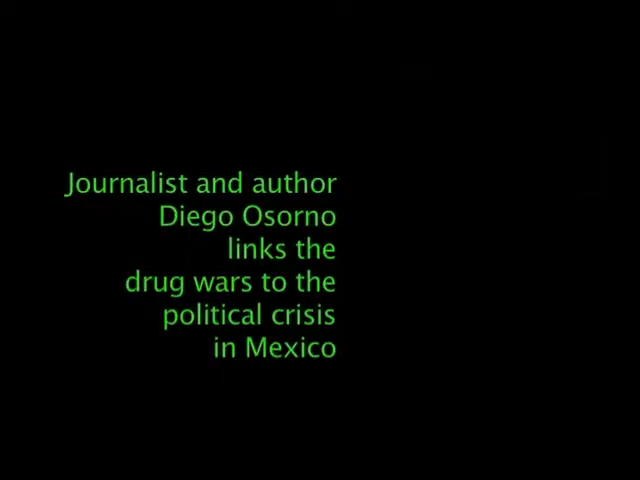 Journalist and author
Diego Osorno
links the
drug wars to the
political crisis
in Mexico